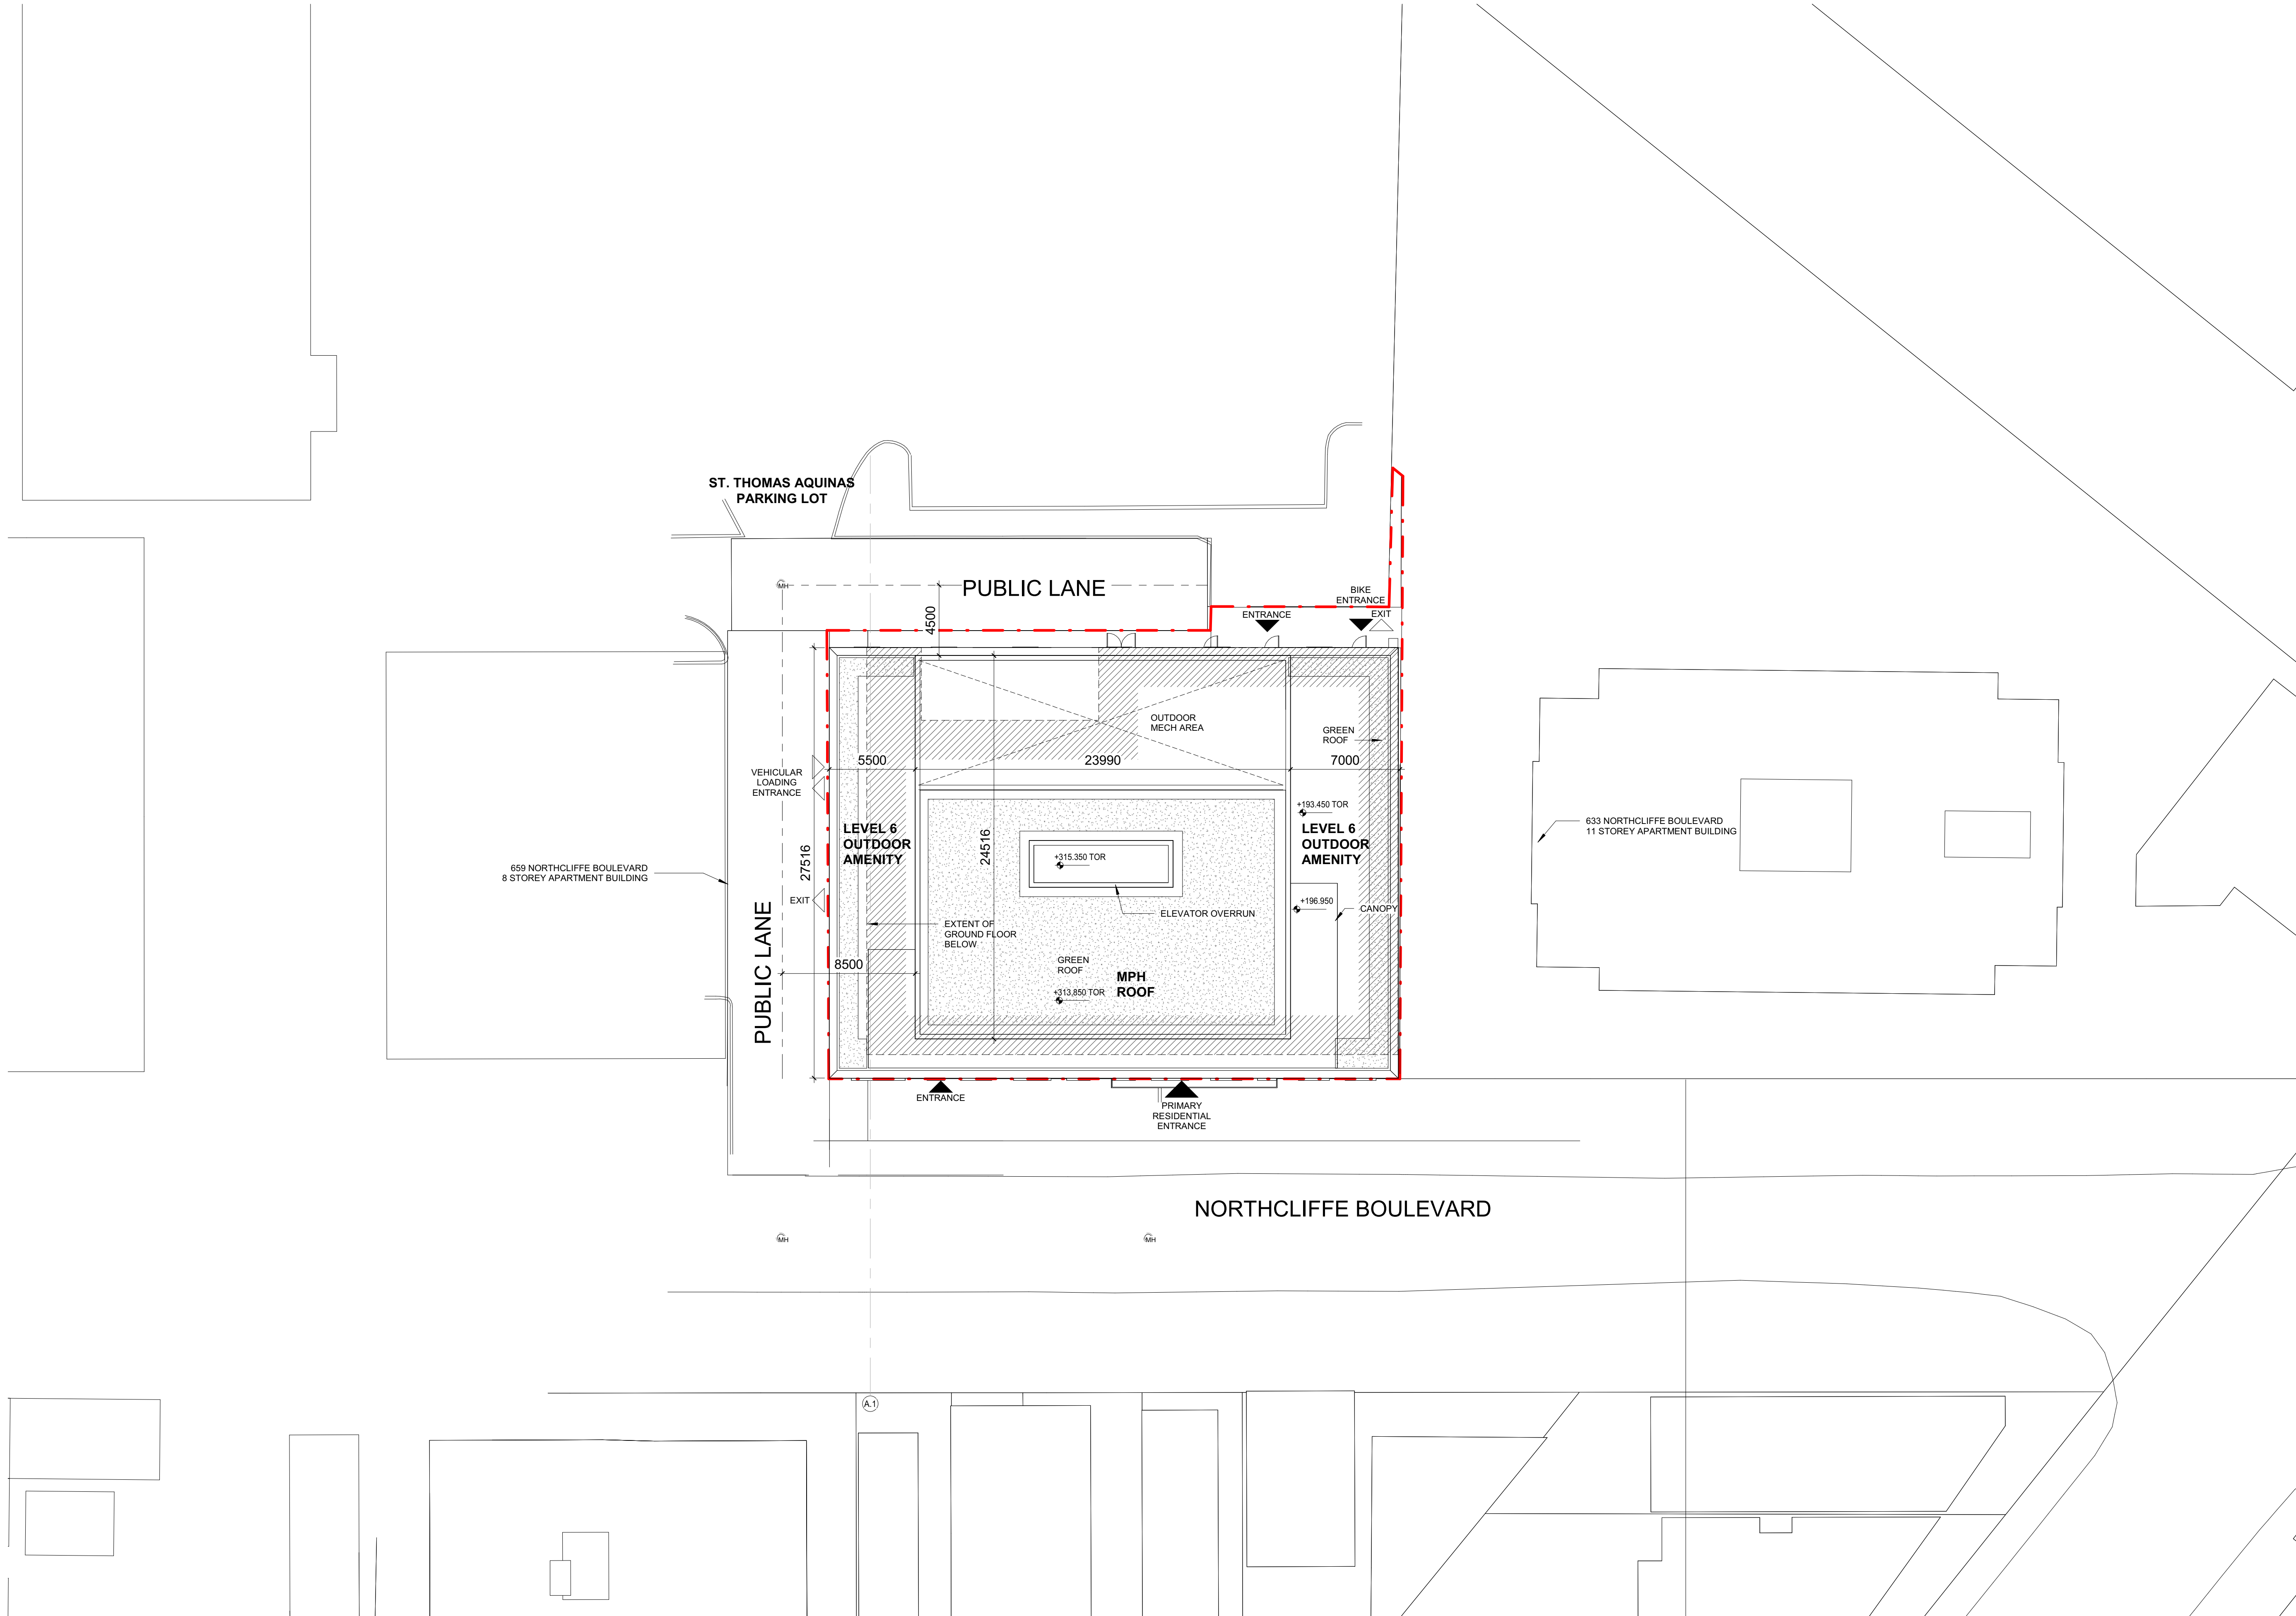 ST. THOMAS AQUINAS
PARKING LOT
MH
PUBLIC LANE
4500
BIKE
ENTRANCE
ENTRANCE
EXIT
OUTDOOR
MECH AREA
GREEN
ROOF
5500
23990
7000
VEHICULAR
LOADING
ENTRANCE
+193.450 TOR
LEVEL 6
OUTDOOR
AMENITY
27516
24516
+315.350 TOR
LEVEL 6
OUTDOOR
AMENITY
633 NORTHCLIFFE BOULEVARD
11 STOREY APARTMENT BUILDING
659 NORTHCLIFFE BOULEVARD
8 STOREY APARTMENT BUILDING
EXIT
+196.950
CANOPY
ELEVATOR OVERRUN
EXTENT OF
GROUND FLOOR
BELOW
PUBLIC LANE
8500
GREEN
ROOF
MPH
ROOF
+313.850 TOR
ENTRANCE
PRIMARY
RESIDENTIAL
ENTRANCE
NORTHCLIFFE BOULEVARD
MH
MH
A.1